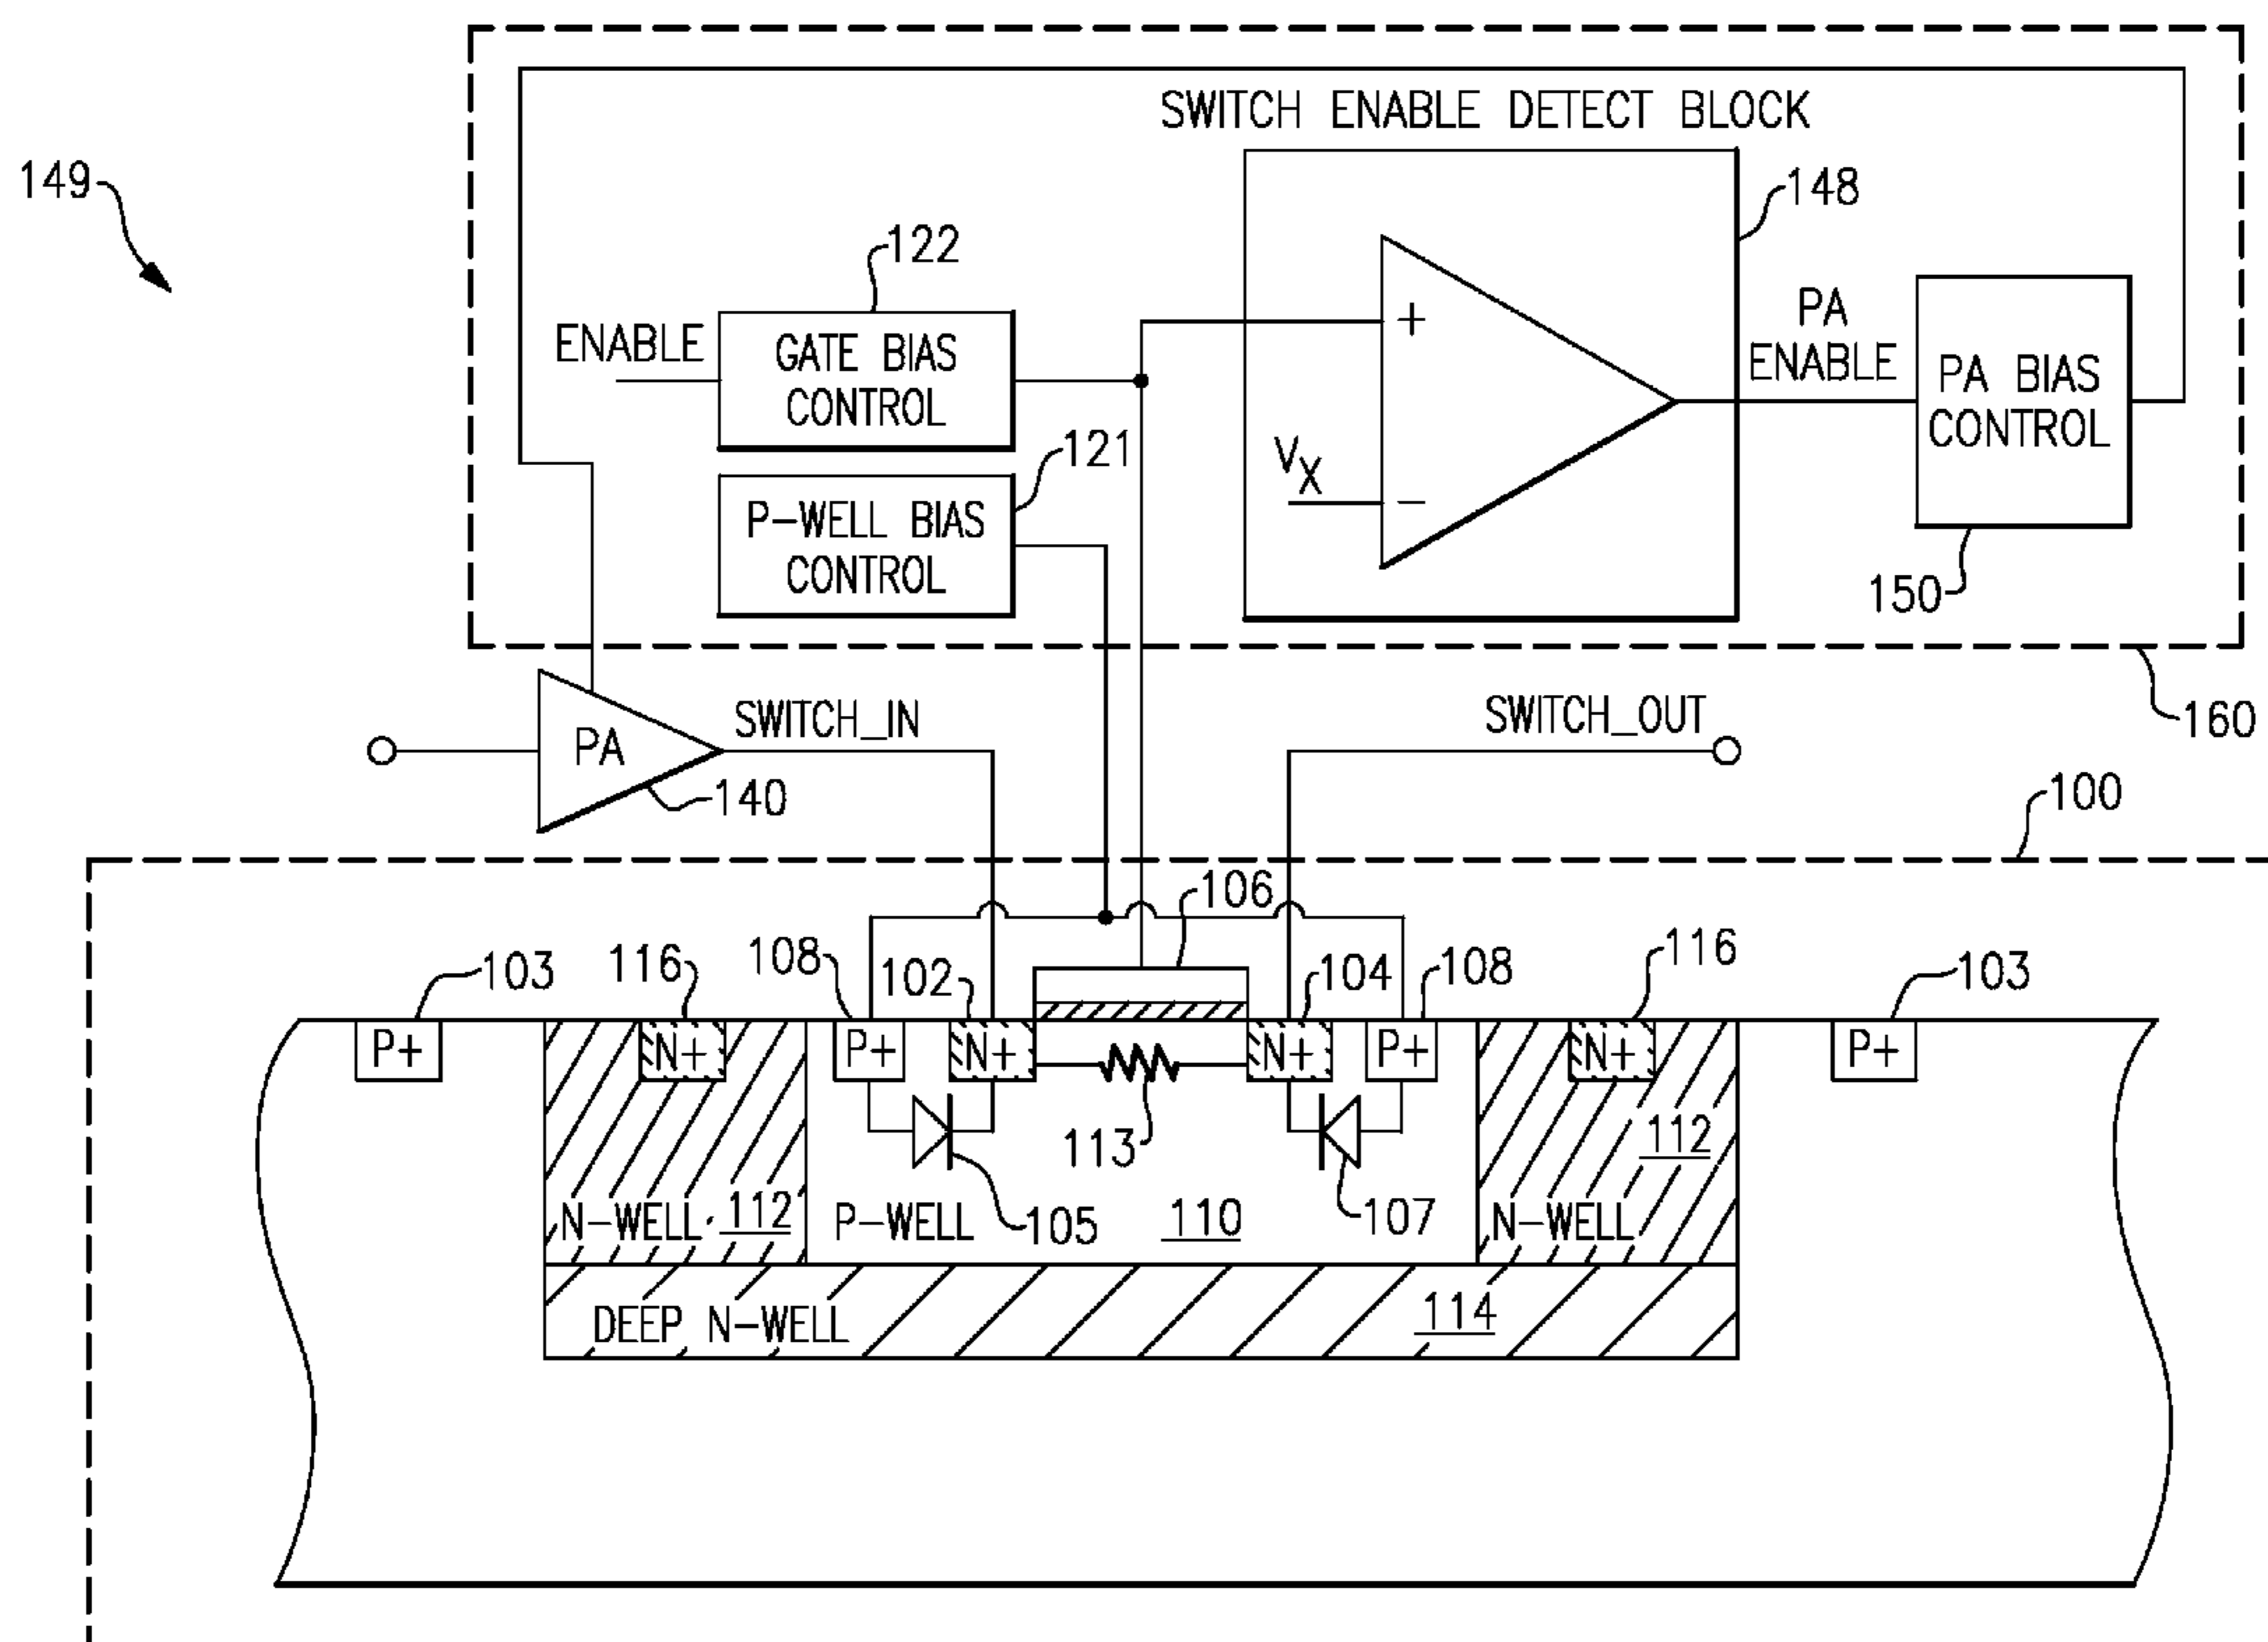 SWITCH ENABLE DETECT BLOCK
149
148
122
ENABLE
GATE BIAS
CONTROL
+
PA
ENABLE
PA BIAS
CONTROL
121
VX
−
P-WELL BIAS
CONTROL
150
160
SWITCH_IN
SWITCH_OUT
PA
140
100
106
103
116
108
102
104
108
116
103
P+
N+
P+
N+
N+
P+
N+
P+
113
112
N-WELL
112
P-WELL
105
110
107
N-WELL
DEEP N-WELL
114